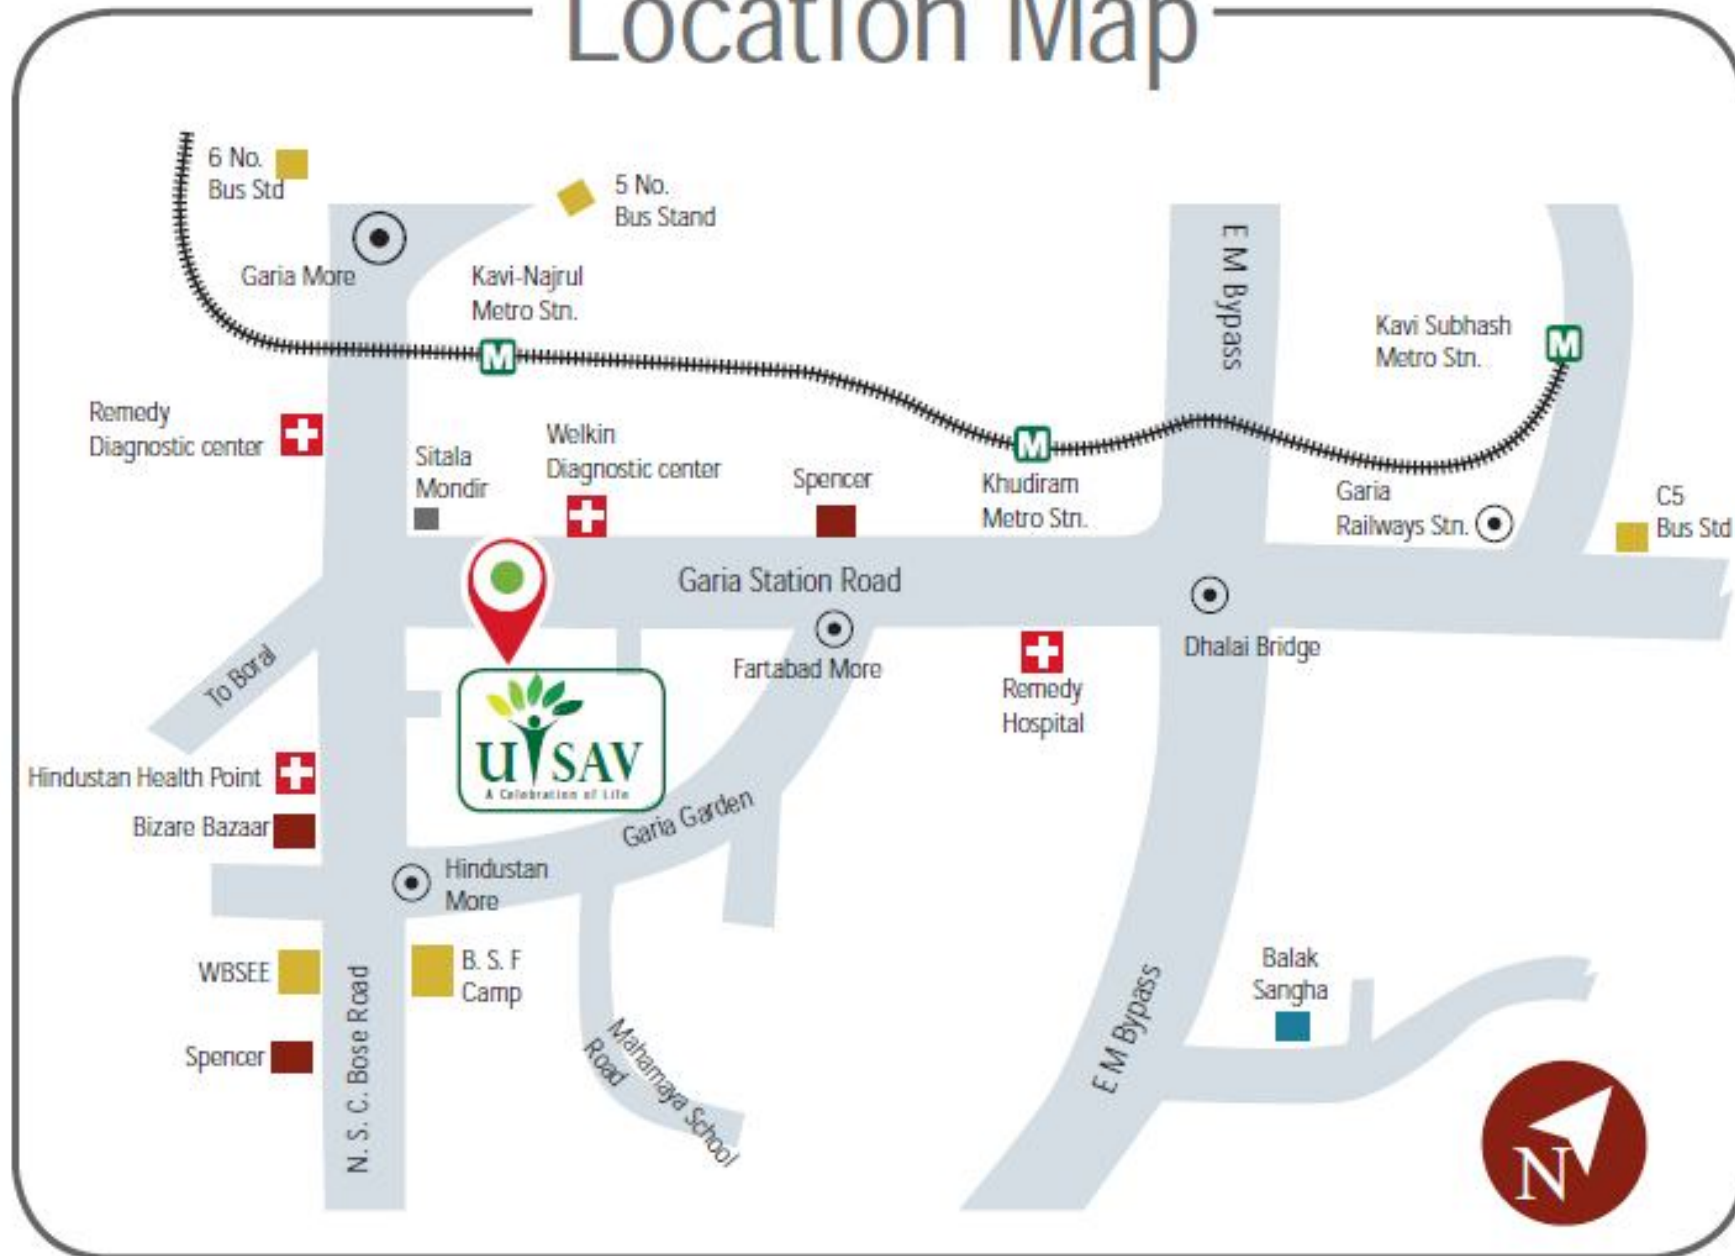 Location Map
6 No.
Bus Std
5 No.
Bus Stand
Garia More
Kavi-Najrul
Metro Stn.
E M Bypass
Kavi Subhash
Metro Stn.
M
M
M
Remedy
Diagnostic center
Sitala
Mondir
Welkin
Diagnostic center
Spencer
Khudiram
Metro Stn.
Garia
Railways Stn.
C5
Bus Std
Garia Station Road
To Boral
Fartabad More
Remedy
Hospital
Dhalai Bridge
UTSAV
A Celebration of Life
Hindustan Health Point
Bizare Bazaar
Garia Garden
Hindustan
More
WBSEE
B. S. F
Camp
Spencer
N. S. C. Bose Road
Mahamaya School
Road
E M Bypass
Balak
Sangha
N